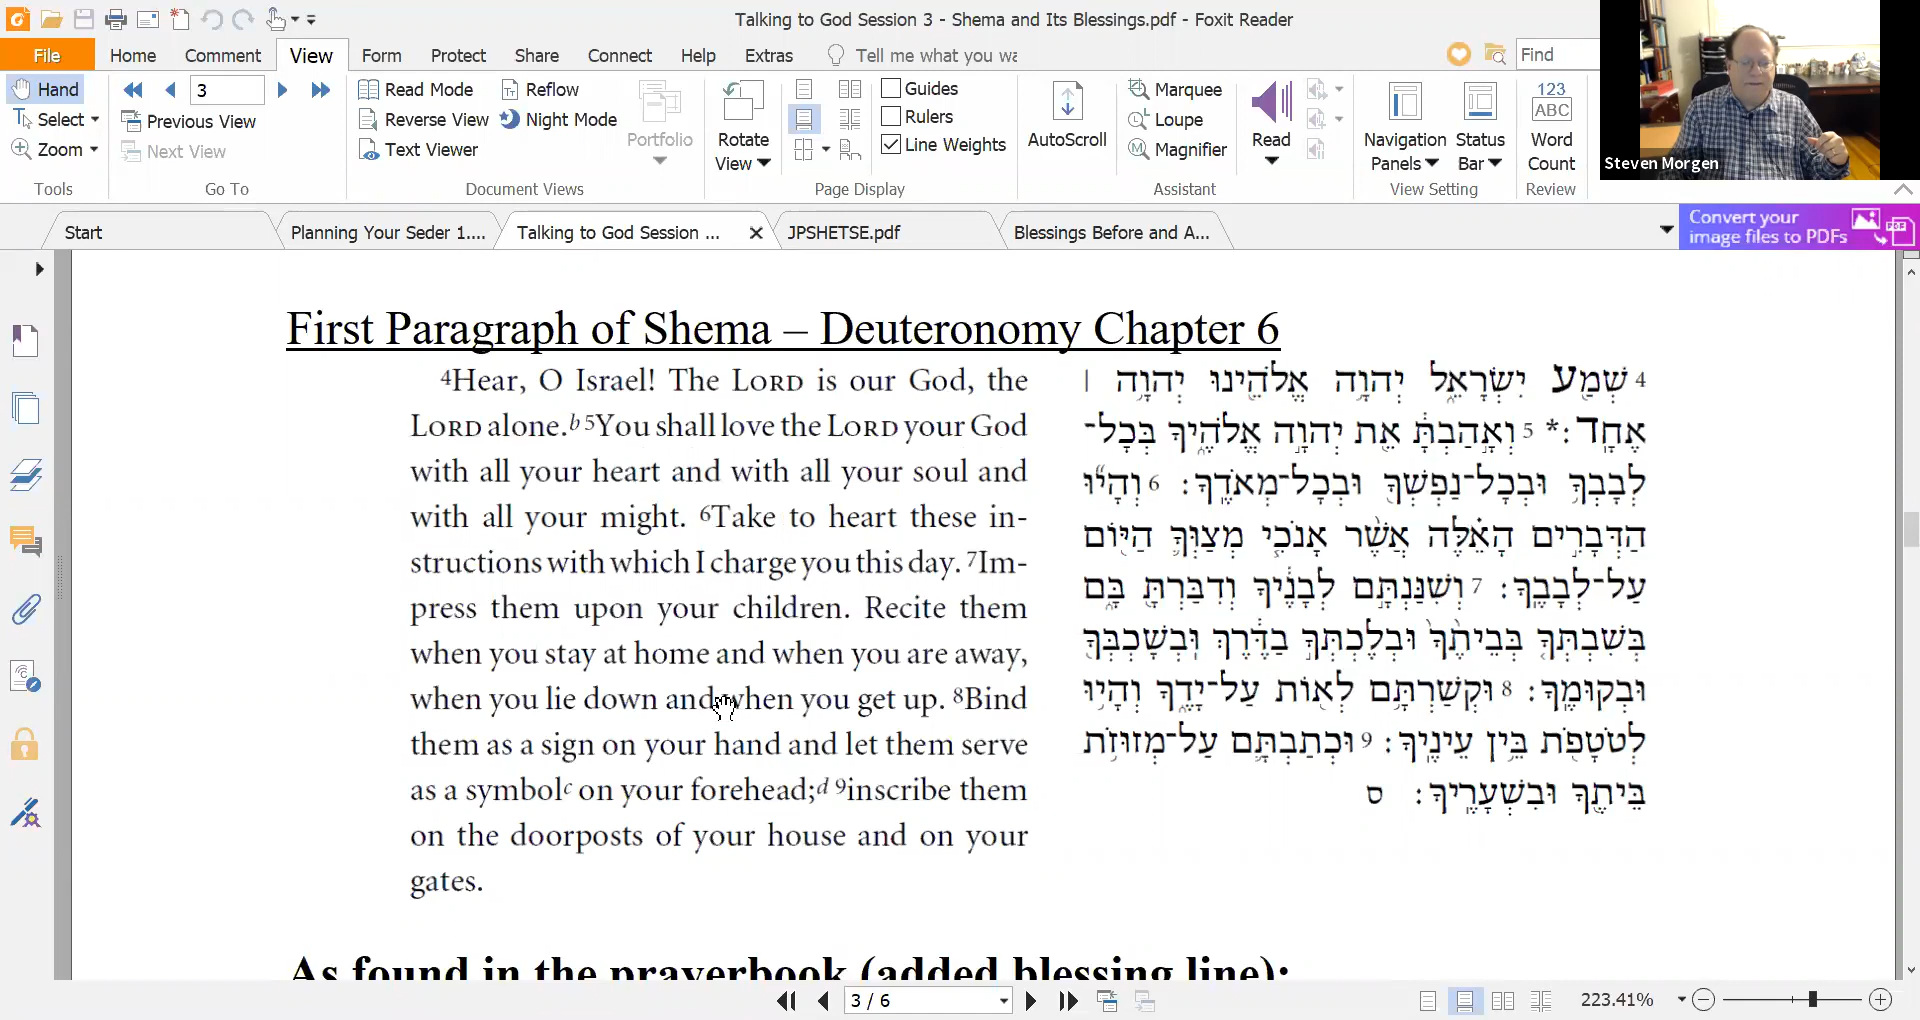 Talking to God Session 3 - Shema and Its Blessings.pdf - Foxit Reader
File Home Comment View Form Protect Share Connect Help Extras Tell me what you wa Find
Hand
Select
Zoom
Tools
3
Previous View
Next View
Go To
Read Mode Reflow
Reverse View Night Mode
Text Viewer
Portfolio
Document Views
Rotate
View
Guides
Rulers
Line Weights
Page Display
AutoScroll
Marquee
Loupe
Magnifier
Read
Assistant
Navigation
Panels
Status
Bar
View Setting
123
ABC
Word
Count
Review
Steven Morgen
Start Planning Your Seder 1.... Talking to God Session ... JPSHETSE.pdf Blessings Before and A...
Convert your
image files to PDFs
PDF
First Paragraph of Shema – Deuteronomy Chapter 6
4Hear, O Israel! The LORD is our God, the
LORD alone.b 5You shall love the LORD your God
with all your heart and with all your soul and
with all your might. 6Take to heart these in-
structions with which I charge you this day. 7Im-
press them upon your children. Recite them
when you stay at home and when you are away,
when you lie down and when you get up. 8Bind
them as a sign on your hand and let them serve
as a symbolc on your forehead;d 9inscribe them
on the doorposts of your house and on your
gates.
4 שְׁמַ֖ע יִשְׂרָאֵ֑ל יְהוָ֥ה אֱלֹהֵ֖ינוּ יְהוָ֥ה ׀
אֶחָֽד׃* 5 וְאָ֣הַבְתָּ֔ אֵ֖ת יְהוָ֣ה אֱלֹהֶ֑יךָ בְּכָל־
לְבָבְךָ֥ וּבְכָל־נַפְשְׁךָ֖ וּבְכָל־מְאֹדֶֽךָ׃ 6 וְהָי֞וּ
הַדְּבָרִ֣ים הָאֵ֗לֶּה אֲשֶׁ֨ר אָנֹכִ֧י מְצַוְּךָ֛ הַיּ֖וֹם
עַל־לְבָבֶֽךָ׃ 7 וְשִׁנַּנְתָּ֣ם לְבָנֶ֔יךָ וְדִבַּרְתָּ֖ בָּ֑ם
בְּשִׁבְתְּךָ֤ בְּבֵיתֶ֙ךָ֙ וּבְלֶכְתְּךָ֣ בַדֶּ֔רֶךְ וּֽבְשָׁכְבְּךָ֖
וּבְקוּמֶֽךָ׃ 8 וּקְשַׁרְתָּ֥ם לְא֖וֹת עַל־יָדֶ֑ךָ וְהָי֥וּ
לְטֹטָפֹ֖ת בֵּ֥ין עֵינֶֽיךָ׃ 9 וּכְתַבְתָּ֛ם עַל־מְזוּזֹ֥ת
בֵּיתֶ֖ךָ וּבִשְׁעָרֶֽיךָ׃ ס
As found in the prayerbook (added blessing line):
3 / 6
223.41%